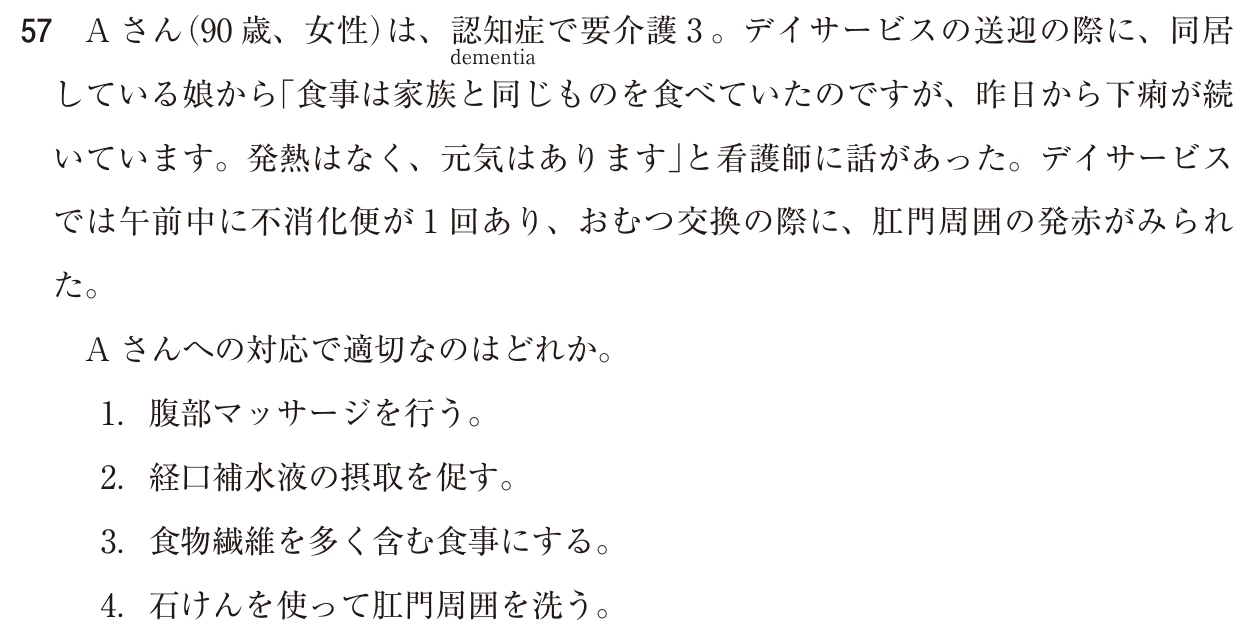 57 Aさん(90歳、女性)は、認知症で要介護3。デイサービスの送迎の際に、同居
dementia
している娘から「食事は家族と同じものを食べていたのですが、昨日から下痢が続
いています。発熱はなく、元気はあります」と看護師に話があった。デイサービス
では午前中に不消化便が1回あり、おむつ交換の際に、肛門周囲の発赤がみられ
た。
Aさんへの対応で適切なのはどれか。
1. 腹部マッサージを行う。
2. 経口補水液の摂取を促す。
3. 食物繊維を多く含む食事にする。
4. 石けんを使って肛門周囲を洗う。